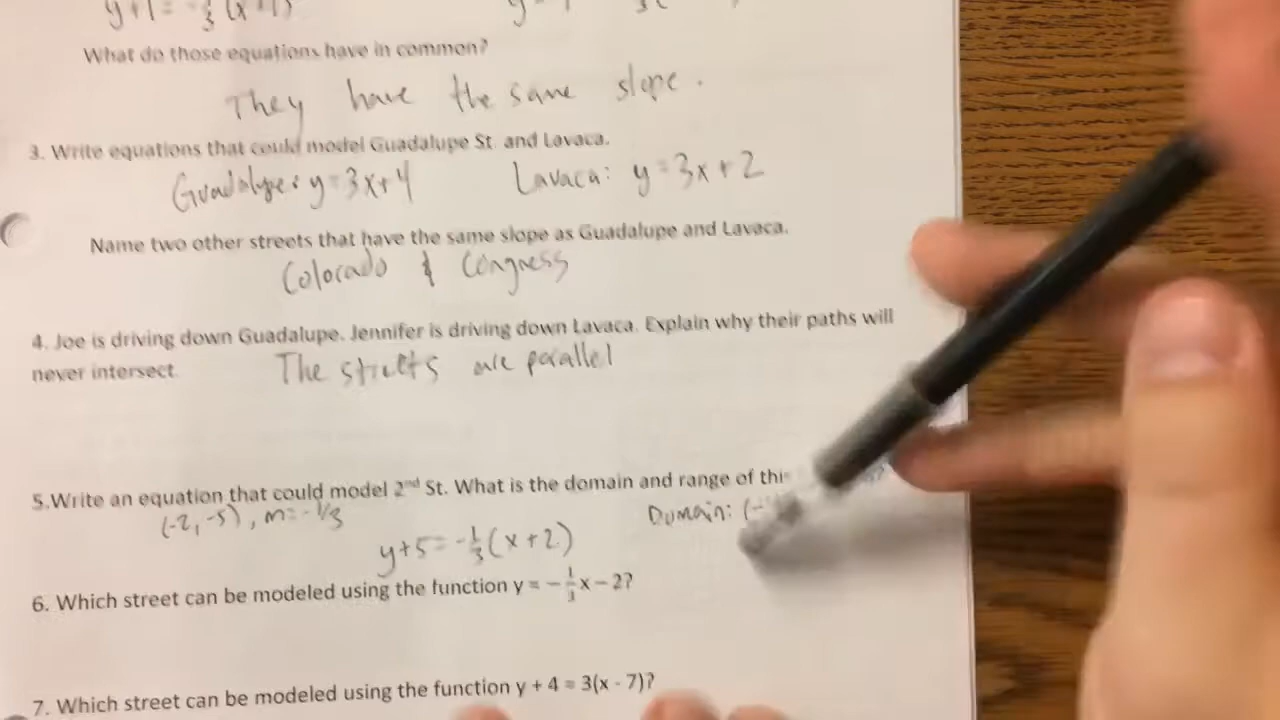 y+1=-1/3(x+1)
What do those equations have in common?
They have the same slope.
3. Write equations that could model Guadalupe St. and Lavaca.
Guadalupe: y=3x+4 Lavaca: y=3x+2
Name two other streets that have the same slope as Guadalupe and Lavaca.
Colorado & Congress
4. Joe is driving down Guadalupe. Jennifer is driving down Lavaca. Explain why their paths will
never intersect.
The streets are parallel
5.Write an equation that could model 2nd St. What is the domain and range of
(-2,-5), m=-1/3 Domain: (-
y+5=-1/3(x+2)
6. Which street can be modeled using the function y = -1/3x-2?
7. Which street can be modeled using the function y + 4 = 3(x - 7)?